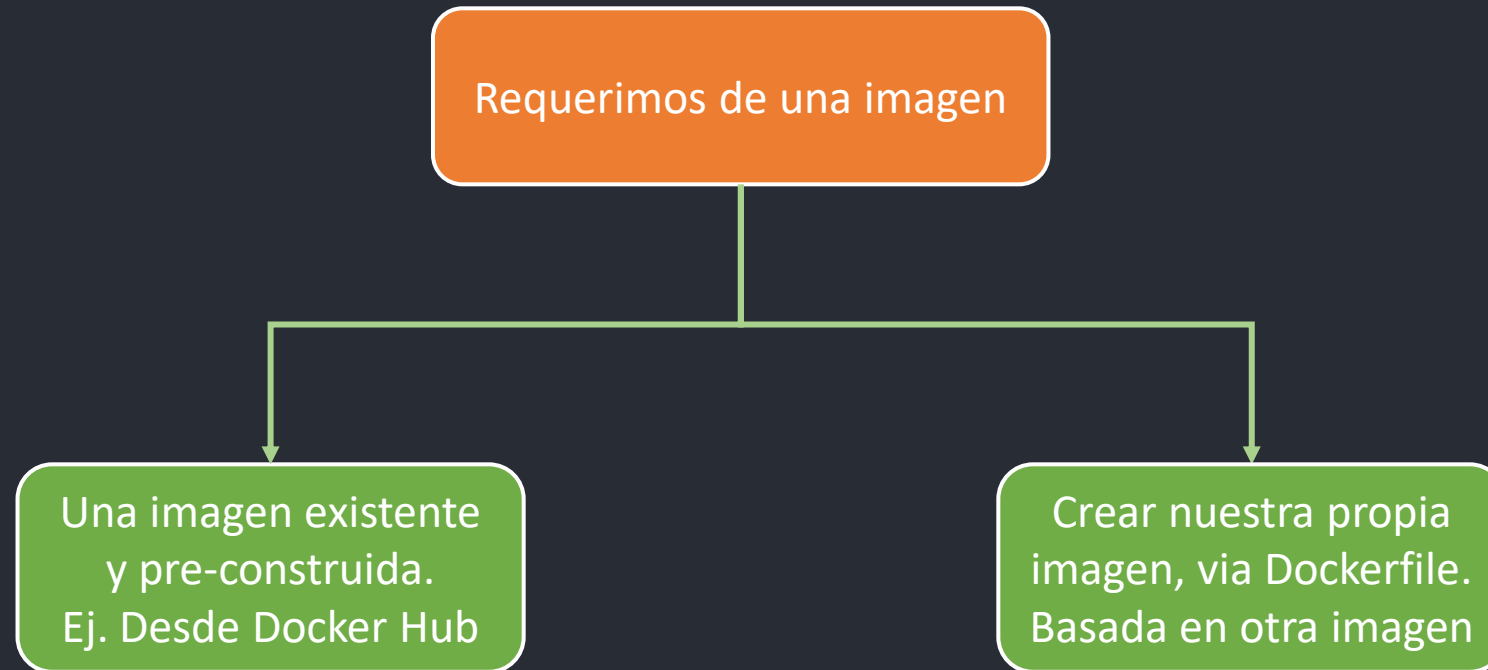 Requerimos de una imagen
Una imagen existente
y pre-construida.
Ej. Desde Docker Hub
Crear nuestra propia
imagen, via Dockerfile.
Basada en otra imagen